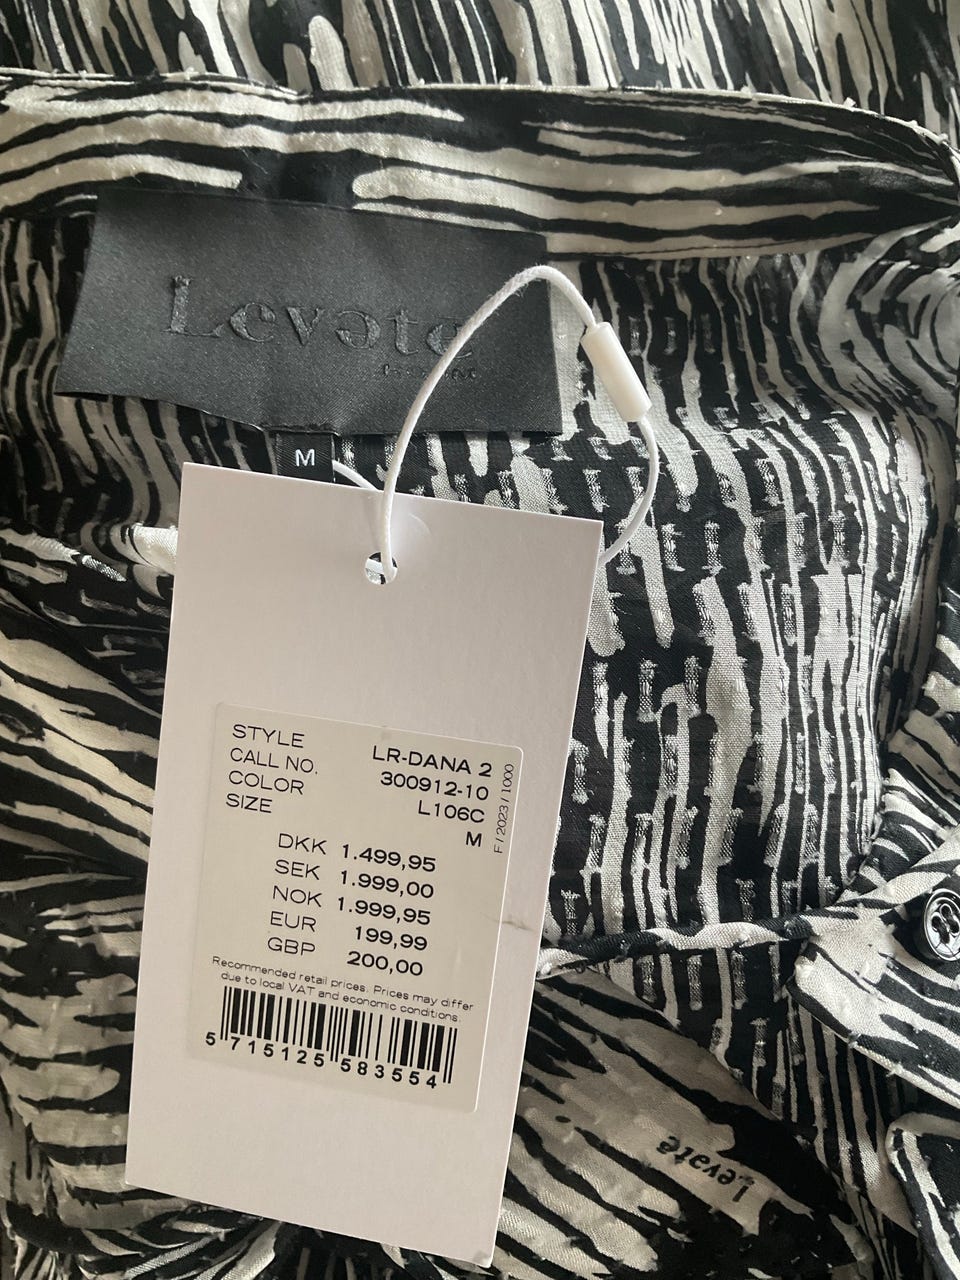 Levete
Room
M
STYLE LR-DANA 2
CALL NO. 300912-10
COLOR L106C
SIZE M
F / 2023 / 1000
DKK 1.499,95
SEK 1.999,00
NOK 1.999,95
EUR 199,99
GBP 200,00
Recommended retail prices. Prices may differ
due to local VAT and economic conditions.
5 715125 583554
Levete